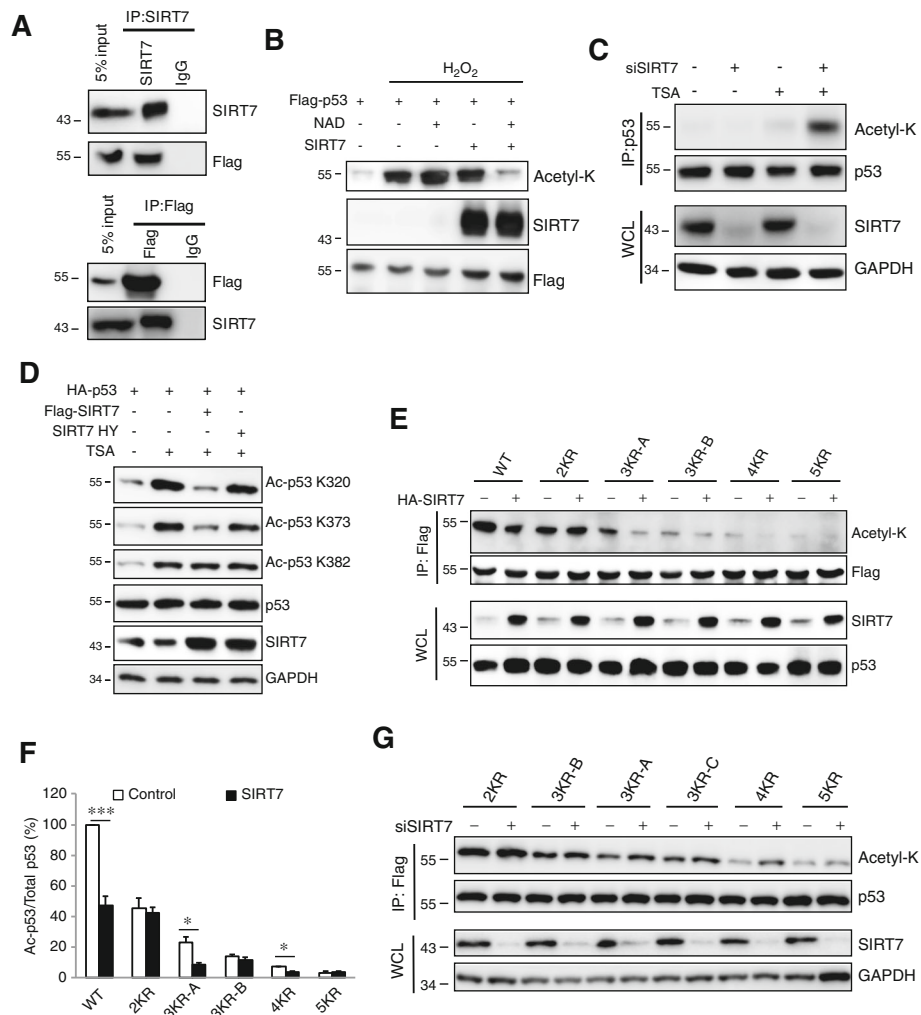 A
IP:SIRT7
5% input SIRT7 IgG
43 – SIRT7
55 – Flag
IP:Flag
5% input Flag IgG
55 – Flag
43 – SIRT7
B
H2O2
Flag-p53 + + + + +
NAD - - + - +
SIRT7 - - - + +
55 – Acetyl-K
43 – SIRT7
55 – Flag
C
siSIRT7 - + - +
TSA - - + +
IP:p53
55 – Acetyl-K
55 – p53
WCL
43 – SIRT7
34 – GAPDH
D
HA-p53 + + + +
Flag-SIRT7 - - + -
SIRT7 HY - - - +
TSA - + + +
55 – Ac-p53 K320
55 – Ac-p53 K373
55 – Ac-p53 K382
55 – p53
43 – SIRT7
34 – GAPDH
E
WT 2KR 3KR-A 3KR-B 4KR 5KR
HA-SIRT7 – + – + – + – + – + – +
IP: Flag
55 – Acetyl-K
55 – Flag
WCL
43 – SIRT7
55 – p53
F
Ac-p53/Total p53 (%)
120
100
80
60
40
20
0
Control SIRT7
***
*
*
WT 2KR 3KR-A 3KR-B 4KR 5KR
G
2KR 3KR-B 3KR-A 3KR-C 4KR 5KR
siSIRT7 – + – + – + – + – + – +
IP: Flag
55 – Acetyl-K
55 – p53
WCL
43 – SIRT7
34 – GAPDH